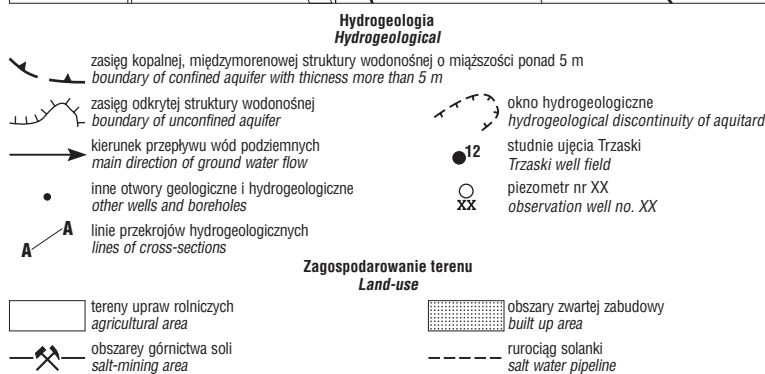 Hydrogeologia
Hydrogeological
zasięg kopalnej, międzymorenowej struktury wodonośnej o miąższości ponad 5 m
boundary of confined aquifer with thicness more than 5 m
zasięg odkrytej struktury wodonośnej
boundary of unconfined aquifer
okno hydrogeologiczne
hydrogeological discontinuity of aquitard
kierunek przepływu wód podziemnych
main direction of ground water flow
12
studnie ujęcia Trzaski
Trzaski well field
inne otwory geologiczne i hydrogeologiczne
other wells and boreholes
XX
piezometr nr XX
observation well no. XX
A A
linie przekrojów hydrogeologicznych
lines of cross-sections
Zagospodarowanie terenu
Land-use
tereny upraw rolniczych
agricultural area
obszary zwartej zabudowy
built up area
obszarey górnictwa soli
salt-mining area
rurociąg solanki
salt water pipeline